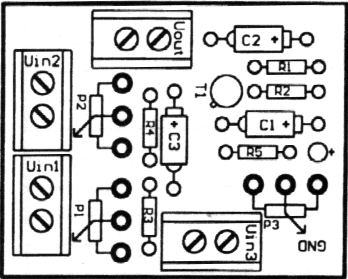 Uout
C2
+
Uin2
R1
P2
T1
R2
R4
+
C3
C1
+
Uin1
R5
+
P1
R3
Uin3
P3
GND